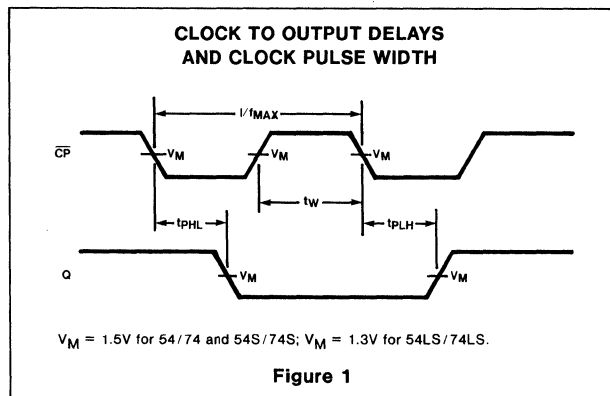 CLOCK TO OUTPUT DELAYS
AND CLOCK PULSE WIDTH
I/fMAX
CP
VM
VM
VM
tW
tPHL
tPLH
Q
VM
VM
VM = 1.5V for 54/74 and 54S/74S; VM = 1.3V for 54LS/74LS.
Figure 1